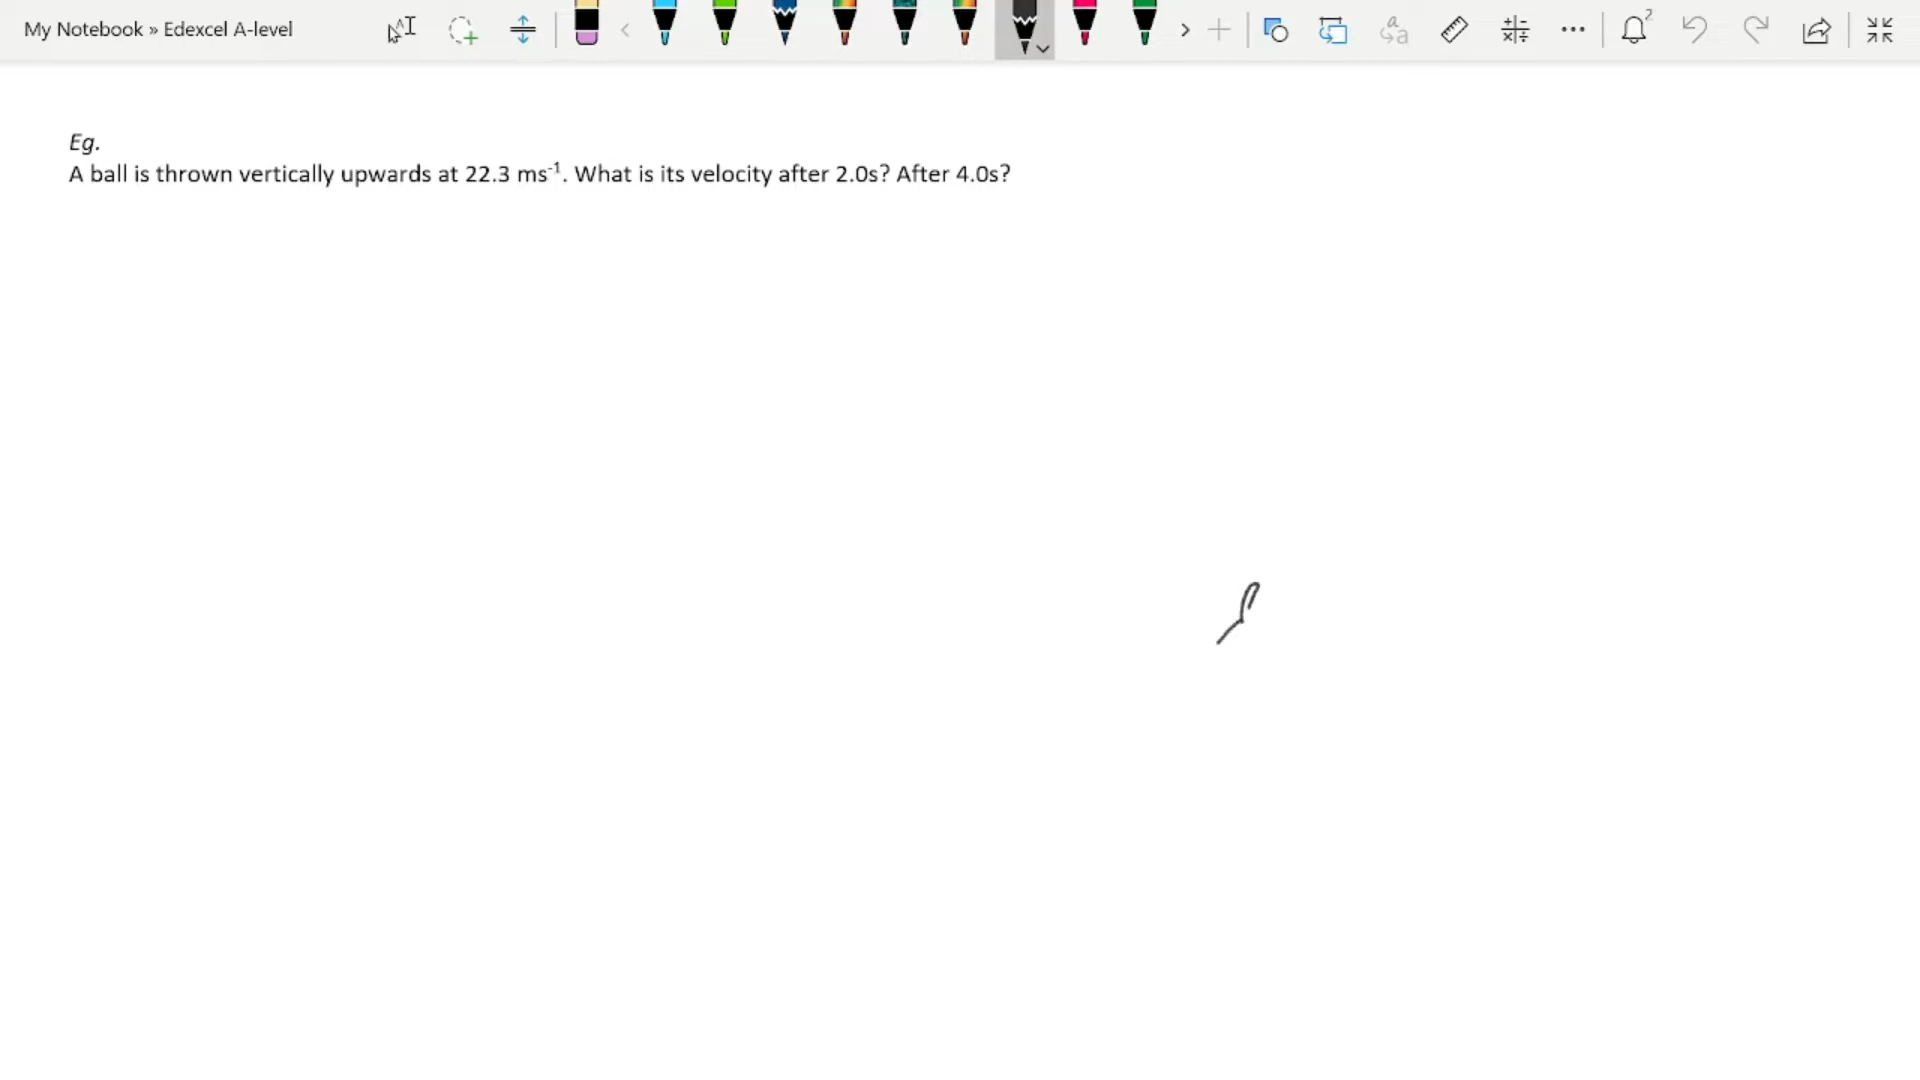 My Notebook » Edexcel A-level
2
Eg.
A ball is thrown vertically upwards at 22.3 ms⁻¹. What is its velocity after 2.0s? After 4.0s?